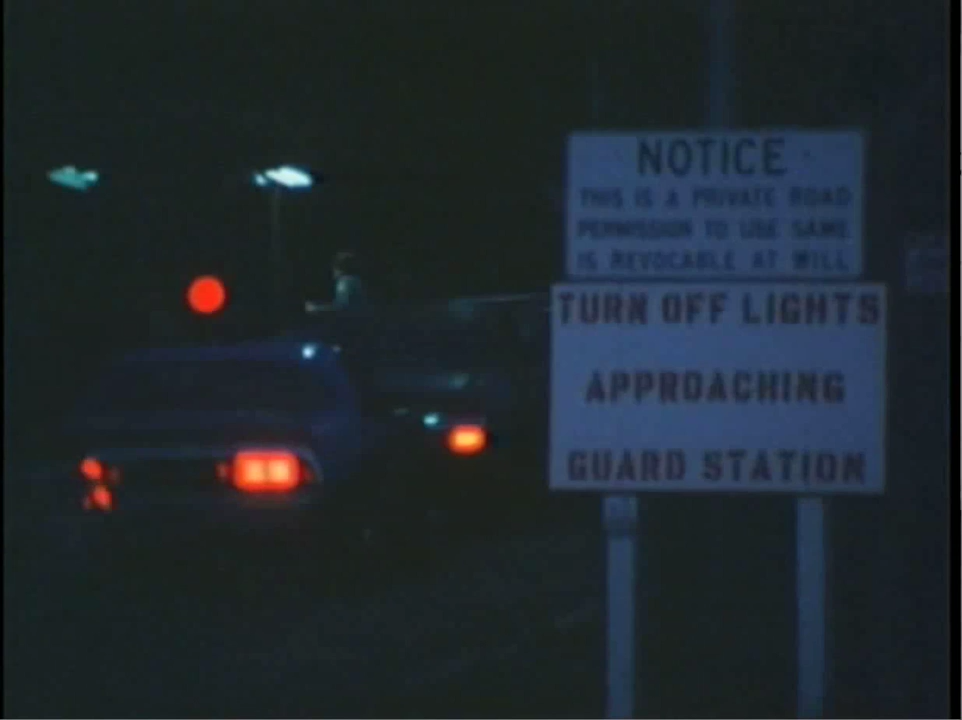 NOTICE
THIS IS A PRIVATE ROAD
PERMISSION TO USE SAME
IS REVOCABLE AT WILL
TURN OFF LIGHTS
APPROACHING
GUARD STATION